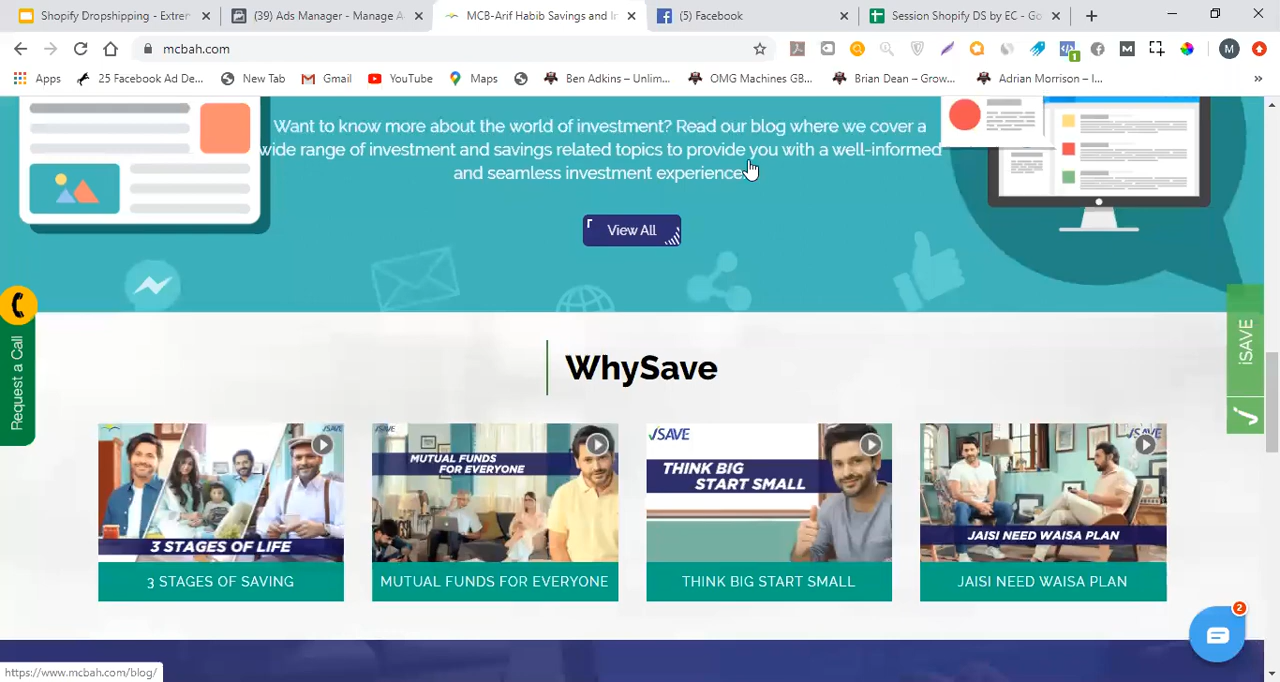 Shopify Dropshipping - Extrem
(39) Ads Manager - Manage A
MCB-Arif Habib Savings and In
(5) Facebook
Session Shopify DS by EC - Go
mcbah.com
M
1
M
Apps
25 Facebook Ad De...
New Tab
Gmail
YouTube
Maps
Ben Adkins – Unlim...
OMG Machines GB...
Brian Dean – Grow...
Adrian Morrison – I...
»
Want to know more about the world of investment? Read our blog where we cover a
wide range of investment and savings related topics to provide you with a well-informed
and seamless investment experience
View All
Request a Call
iSAVE
WhySave
3 STAGES OF LIFE
3 STAGES OF SAVING
MUTUAL FUNDS
FOR EVERYONE
MUTUAL FUNDS FOR EVERYONE
SAVE
THINK BIG
START SMALL
THINK BIG START SMALL
JAISI NEED WAISA PLAN
JAISI NEED WAISA PLAN
2
https://www.mcbah.com/blog/